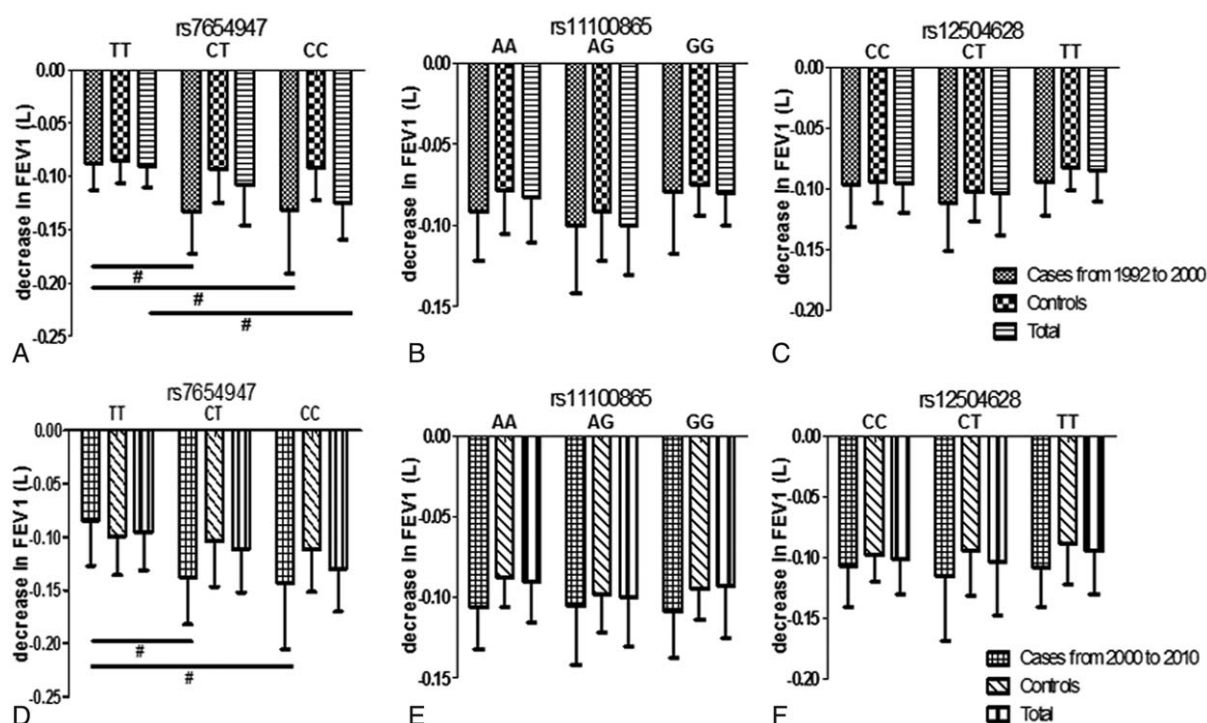 rs7654947
TT CT CC
0.00
-0.05
-0.10
-0.15
-0.20
-0.25
decrease In FEV1 (L)
#
#
#
A
rs11100865
AA AG GG
0.00
-0.05
-0.10
-0.15
decrease In FEV1 (L)
B
rs12504628
CC CT TT
0.00
-0.05
-0.10
-0.15
-0.20
decrease In FEV1 (L)
Cases from 1992 to 2000
Controls
Total
C
rs7654947
TT CT CC
0.00
-0.05
-0.10
-0.15
-0.20
-0.25
decrease In FEV1 (L)
#
#
D
rs11100865
AA AG GG
0.00
-0.05
-0.10
-0.15
decrease In FEV1 (L)
E
rs12504628
CC CT TT
0.00
-0.05
-0.10
-0.15
-0.20
decrease In FEV1 (L)
Cases from 2000 to 2010
Controls
Total
F